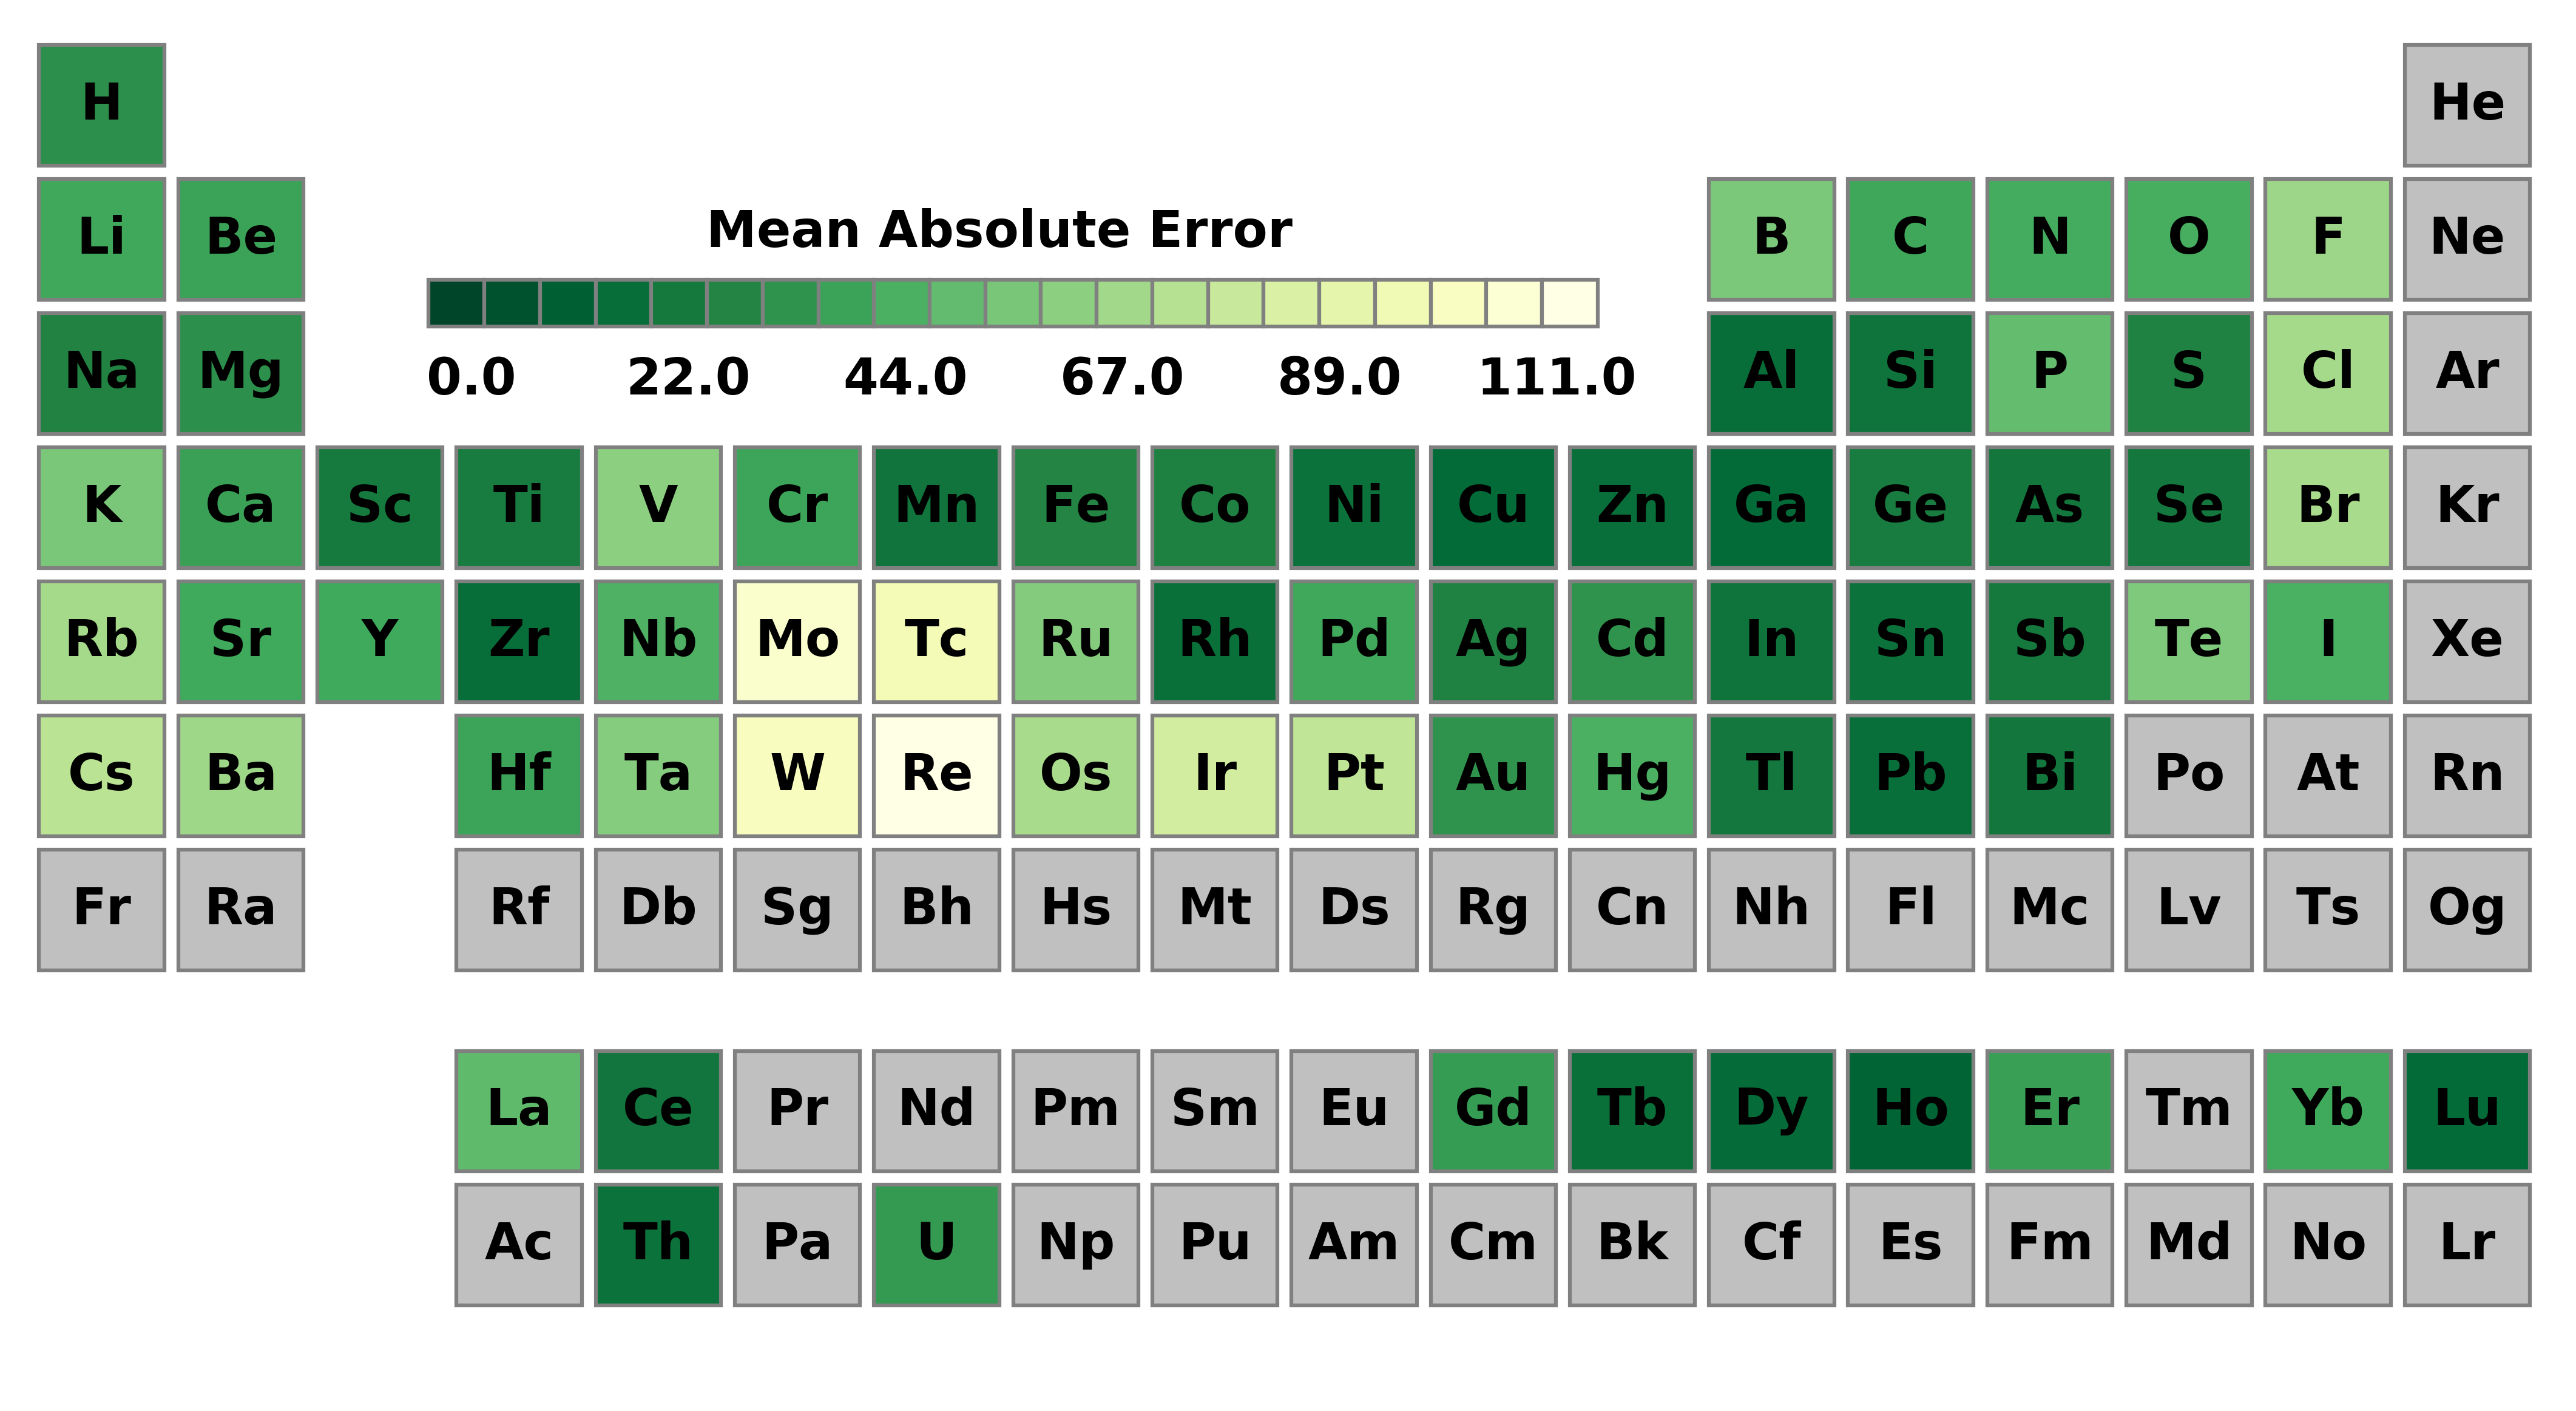 H He
Li Be B C N O F Ne
Mean Absolute Error
Na Mg Al Si P S Cl Ar
0.0 22.0 44.0 67.0 89.0 111.0
K Ca Sc Ti V Cr Mn Fe Co Ni Cu Zn Ga Ge As Se Br Kr
Rb Sr Y Zr Nb Mo Tc Ru Rh Pd Ag Cd In Sn Sb Te I Xe
Cs Ba Hf Ta W Re Os Ir Pt Au Hg Tl Pb Bi Po At Rn
Fr Ra Rf Db Sg Bh Hs Mt Ds Rg Cn Nh Fl Mc Lv Ts Og
La Ce Pr Nd Pm Sm Eu Gd Tb Dy Ho Er Tm Yb Lu
Ac Th Pa U Np Pu Am Cm Bk Cf Es Fm Md No Lr